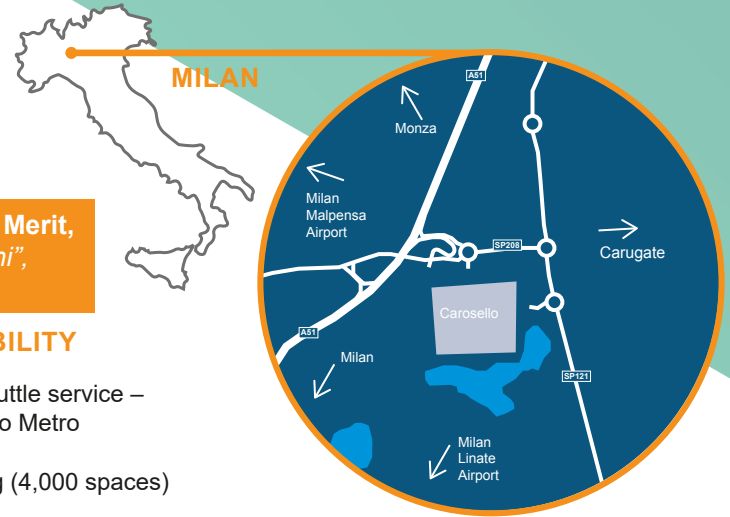 MILAN
Merit,
BILITY
uttle service –
o Metro
(4,000 spaces)
A51
Monza
Milan
Malpensa
Airport
SP208
Carugate
Carosello
A51
Milan
SP121
Milan
Linate
Airport